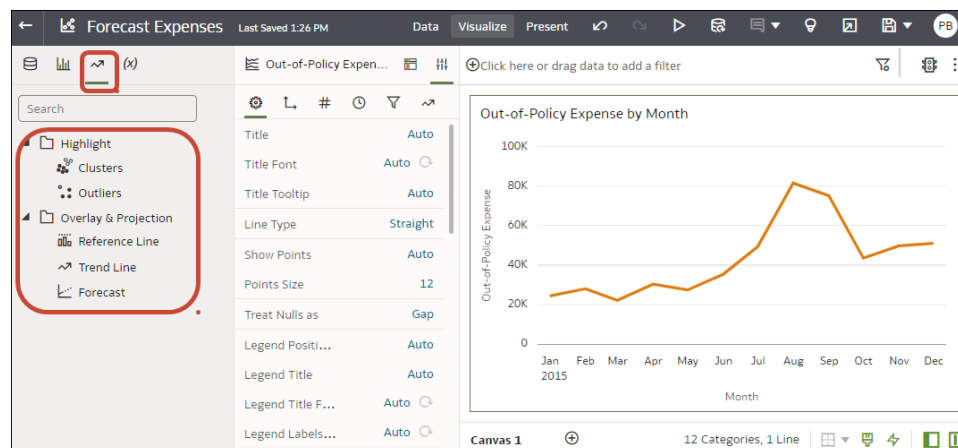 Forecast Expenses Last Saved 1:26 PM Data Visualize Present PB
(x) Out-of-Policy Expen... Click here or drag data to add a filter
Search
Highlight
Clusters
Outliers
Overlay & Projection
Reference Line
Trend Line
Forecast
#
Title Auto
Title Font Auto
Title Tooltip Auto
Line Type Straight
Show Points Auto
Points Size 12
Treat Nulls as Gap
Legend Positi... Auto
Legend Title Auto
Legend Title F... Auto
Legend Labels... Auto
Out-of-Policy Expense by Month
Out-of-Policy Expense
100K
80K
60K
40K
20K
0
Jan Feb Mar Apr May Jun Jul Aug Sep Oct Nov Dec
2015
Month
Canvas 1 12 Categories, 1 Line